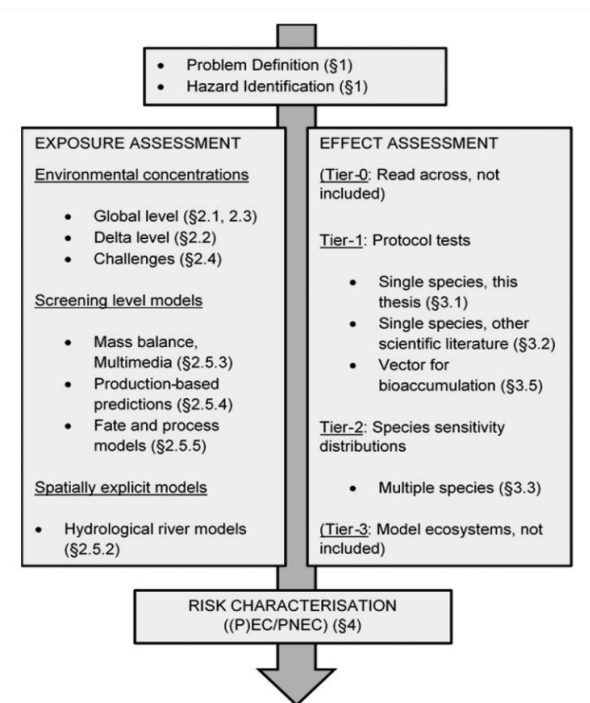 • Problem Definition (§1)
• Hazard Identification (§1)
EXPOSURE ASSESSMENT
Environmental concentrations
• Global level (§2.1, 2.3)
• Delta level (§2.2)
• Challenges (§2.4)
Screening level models
• Mass balance,
Multimedia (§2.5.3)
• Production-based
predictions (§2.5.4)
• Fate and process
models (§2.5.5)
Spatially explicit models
• Hydrological river models
(§2.5.2)
EFFECT ASSESSMENT
(Tier-0: Read across, not
included)
Tier-1: Protocol tests
• Single species, this
thesis (§3.1)
• Single species, other
scientific literature (§3.2)
• Vector for
bioaccumulation (§3.5)
Tier-2: Species sensitivity
distributions
• Multiple species (§3.3)
(Tier-3: Model ecosystems, not
included)
RISK CHARACTERISATION
((P)EC/PNEC) (§4)